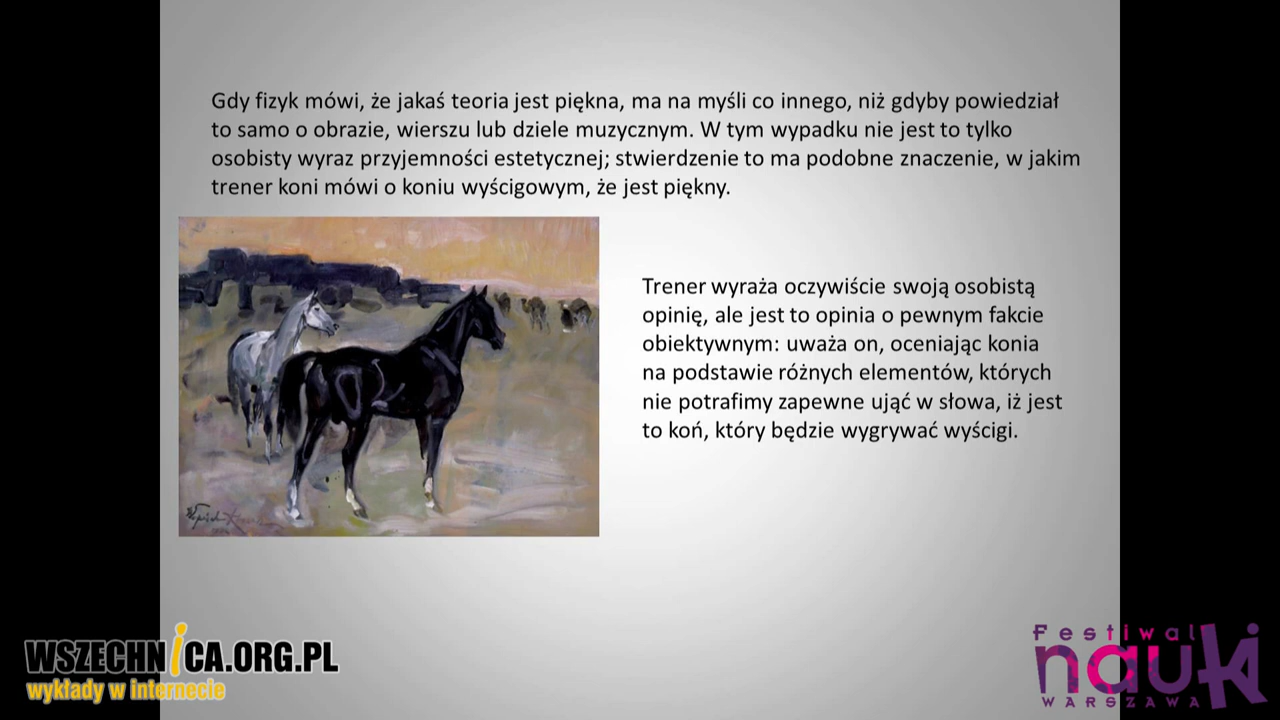 Gdy fizyk mówi, że jakaś teoria jest piękna, ma na myśli co innego, niż gdyby powiedział
to samo o obrazie, wierszu lub dziele muzycznym. W tym wypadku nie jest to tylko
osobisty wyraz przyjemności estetycznej; stwierdzenie to ma podobne znaczenie, w jakim
trener koni mówi o koniu wyścigowym, że jest piękny.
Trener wyraża oczywiście swoją osobistą
opinię, ale jest to opinia o pewnym fakcie
obiektywnym: uważa on, oceniając konia
na podstawie różnych elementów, których
nie potrafimy zapewne ująć w słowa, iż jest
to koń, który będzie wygrywać wyścigi.
WSZECHNiCA.ORG.PL
wykłady w internecie
Festiwal
nauki
WARSZAWA